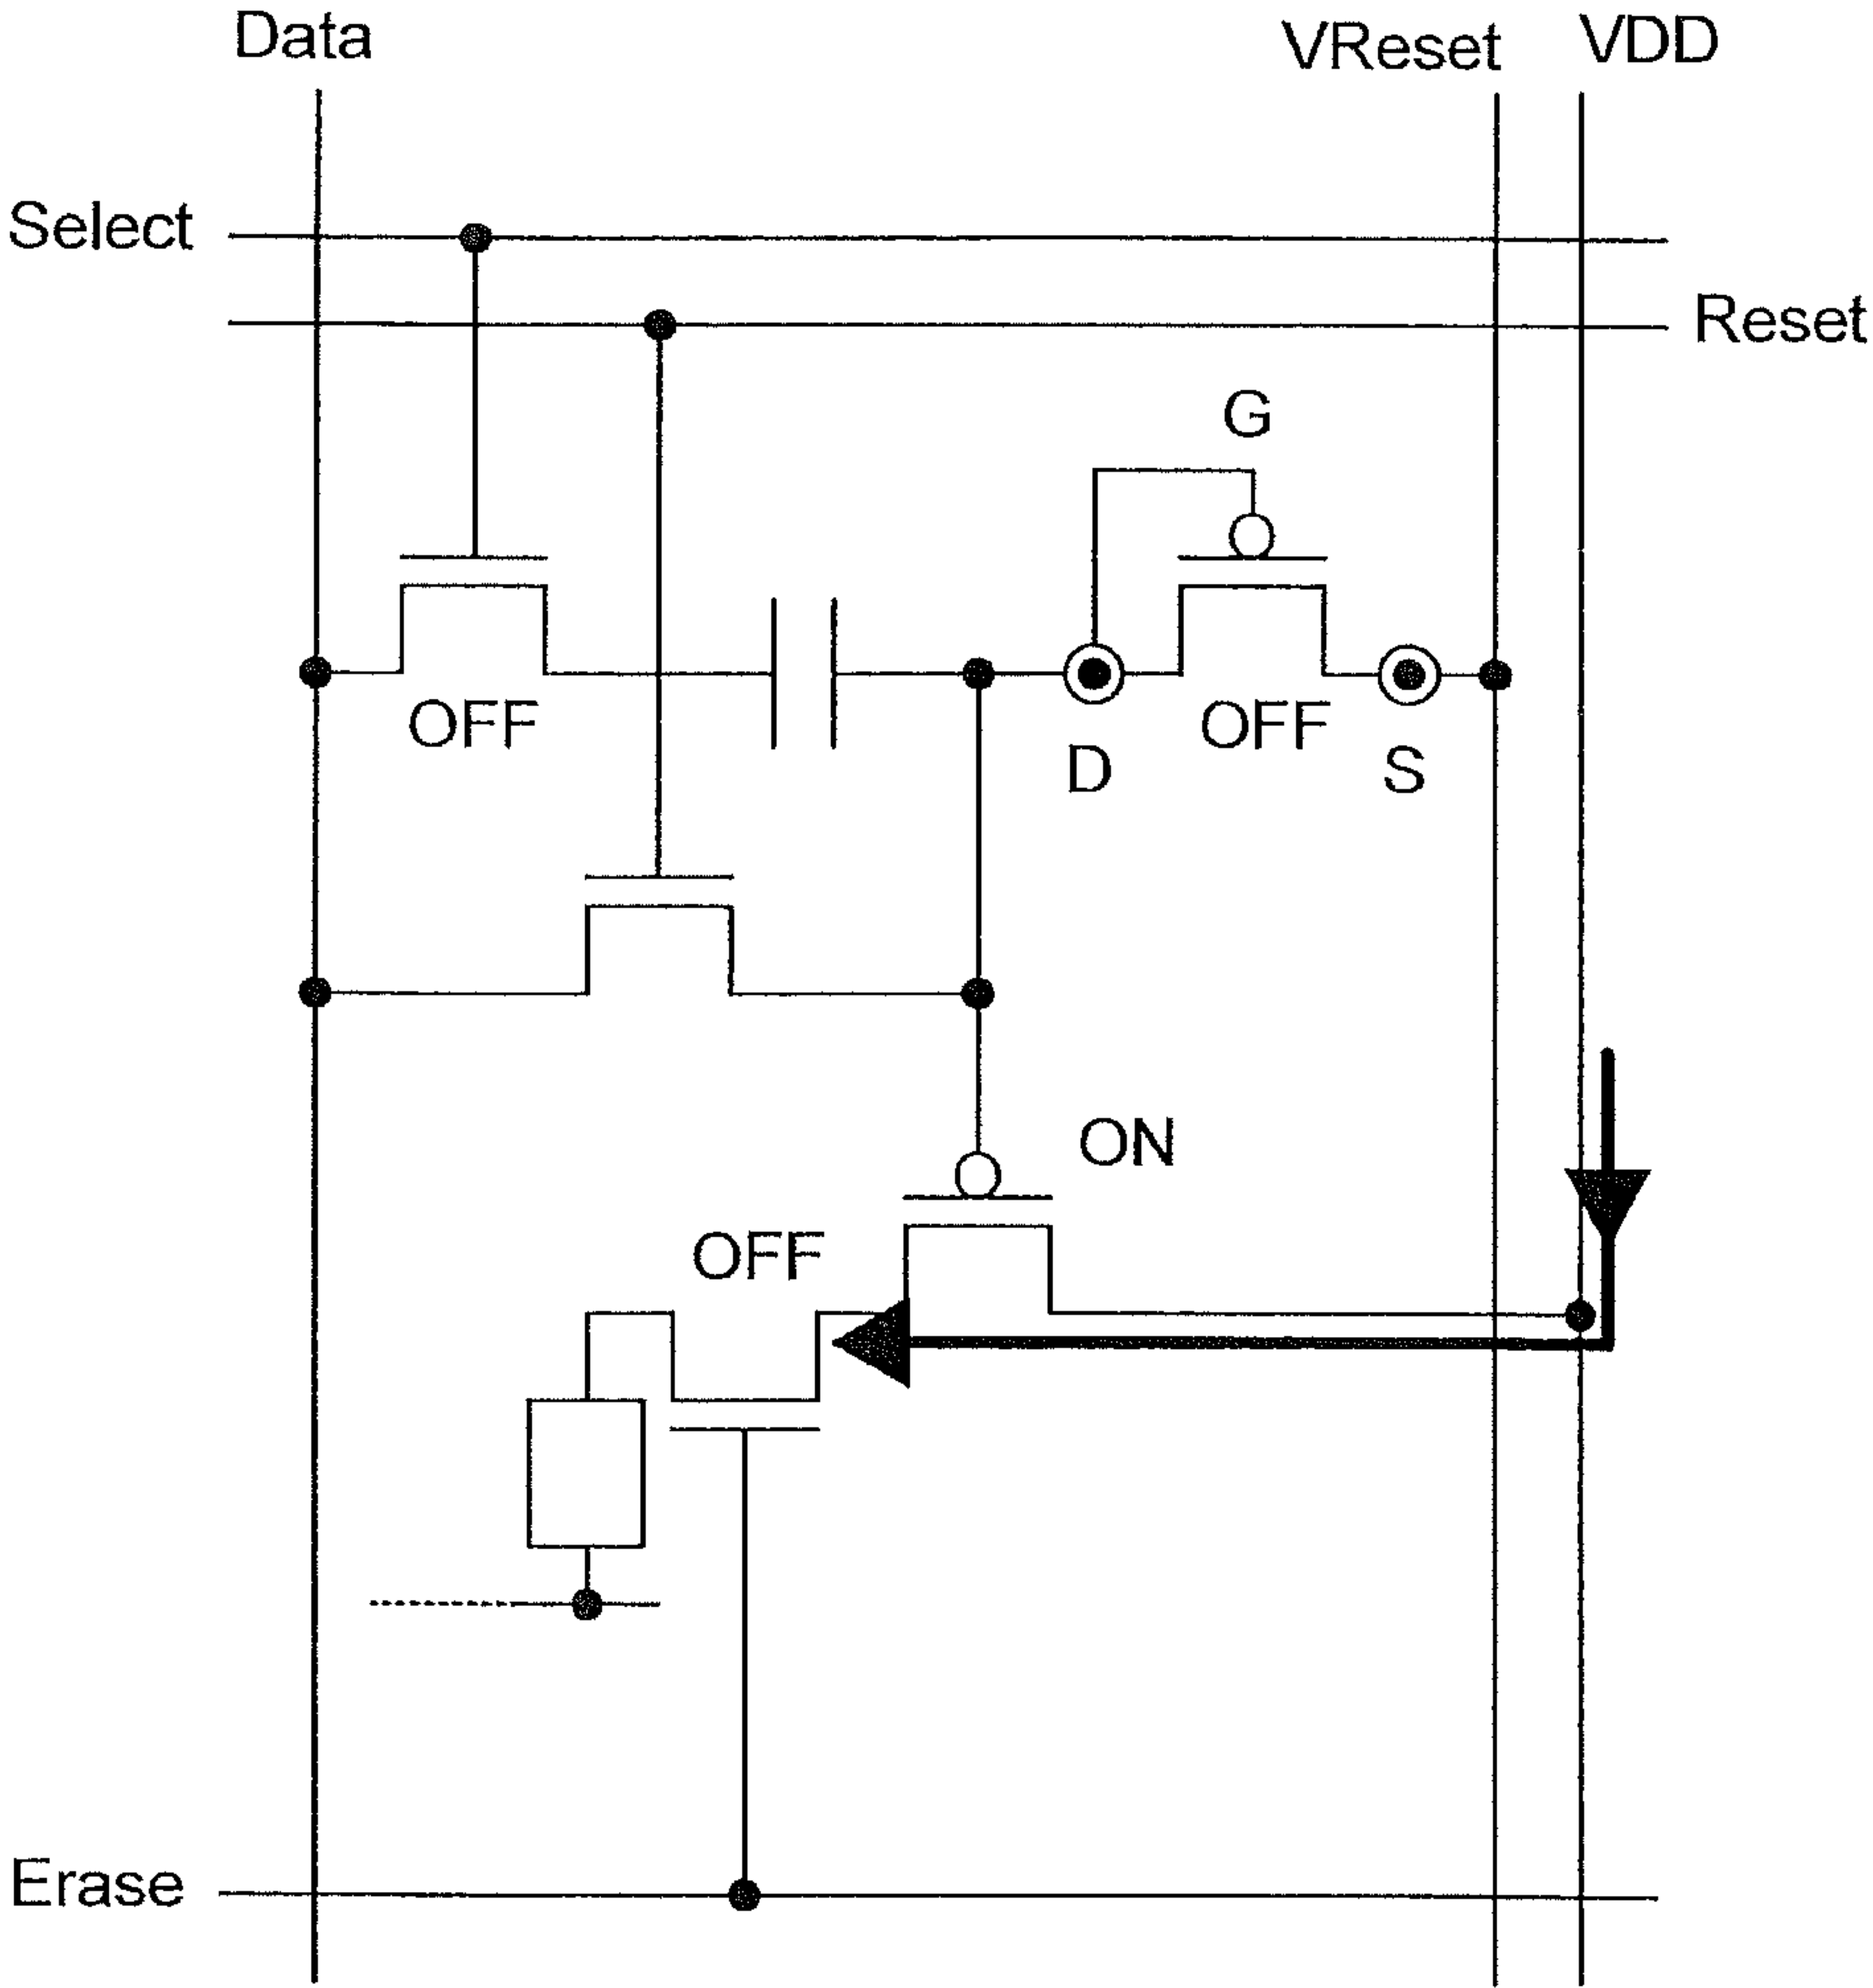 Data
VReset
VDD
Select
Reset
G
OFF
OFF
D
S
ON
OFF
Erase